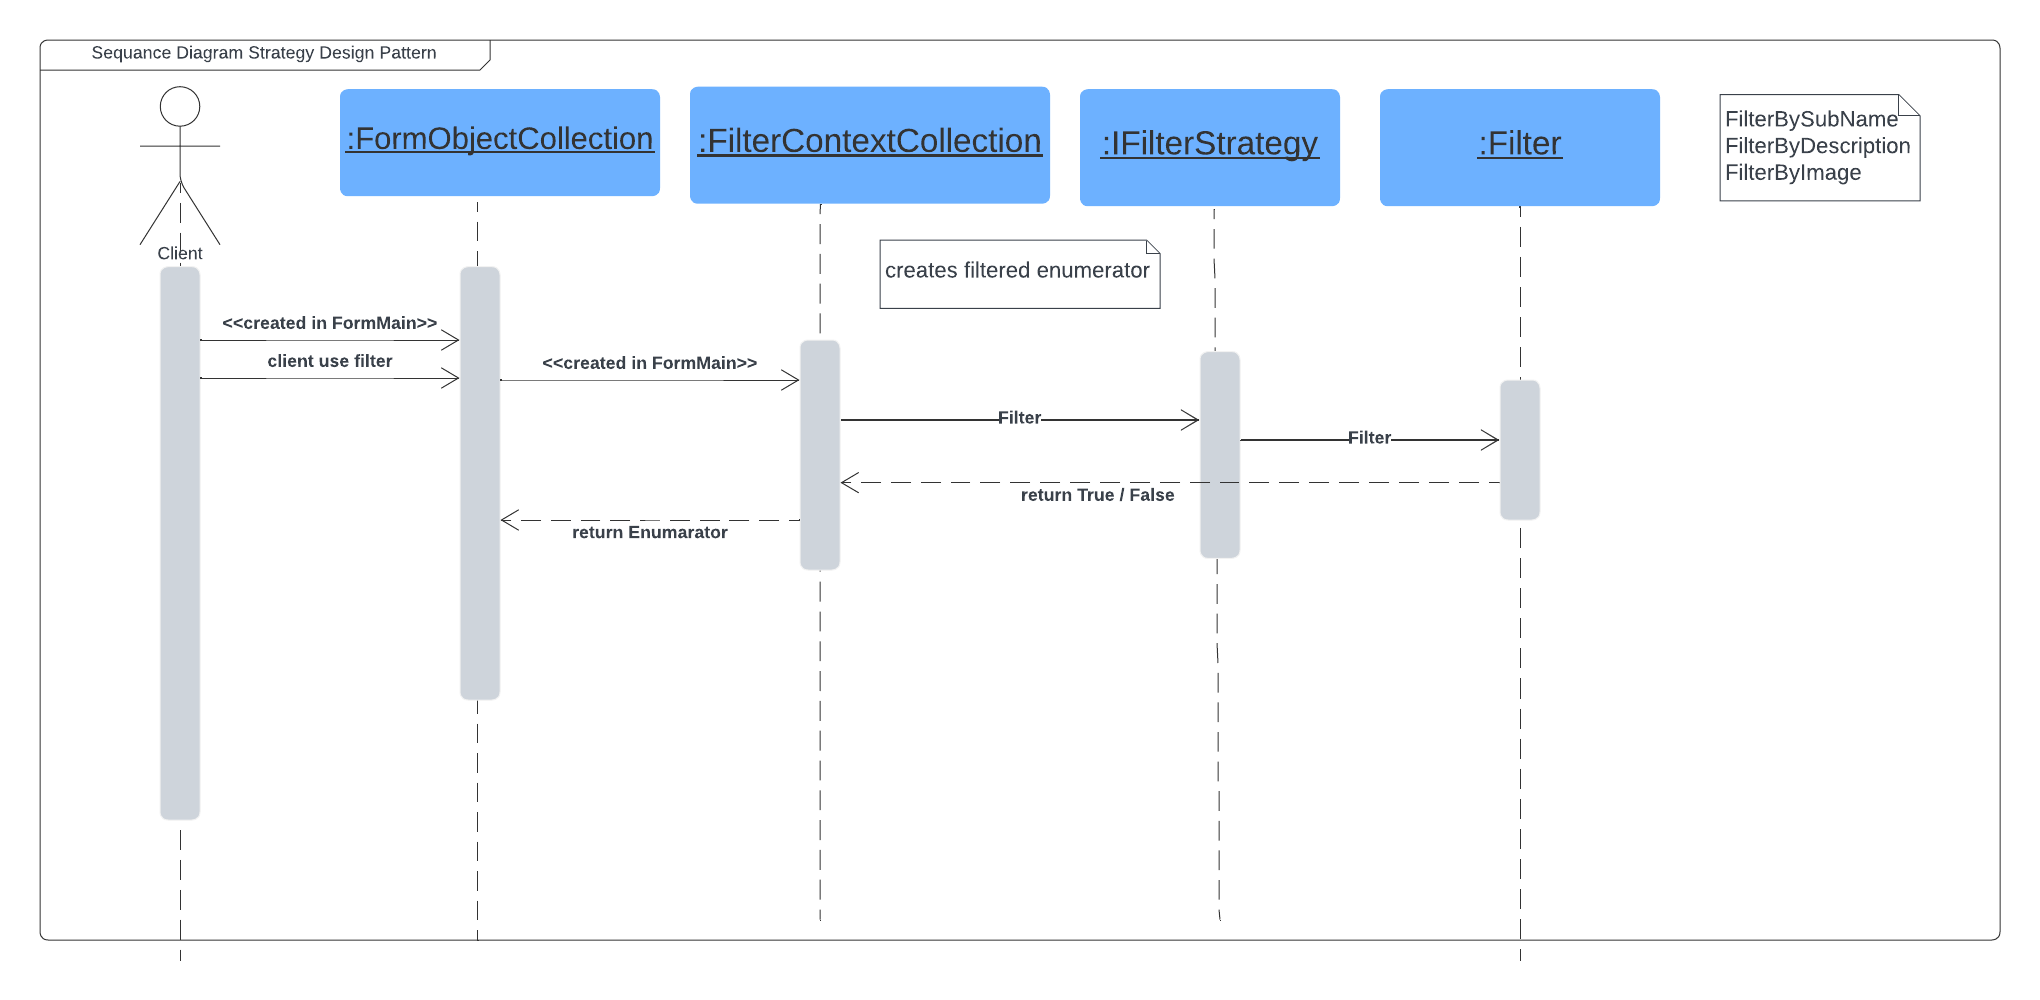 Sequance Diagram Strategy Design Pattern
Client
:FormObjectCollection
:FilterContextCollection
:IFilterStrategy
:Filter
FilterBySubName
FilterByDescription
FilterByImage
creates filtered enumerator
<<created in FormMain>>
client use filter
<<created in FormMain>>
Filter
Filter
return True / False
return Enumarator